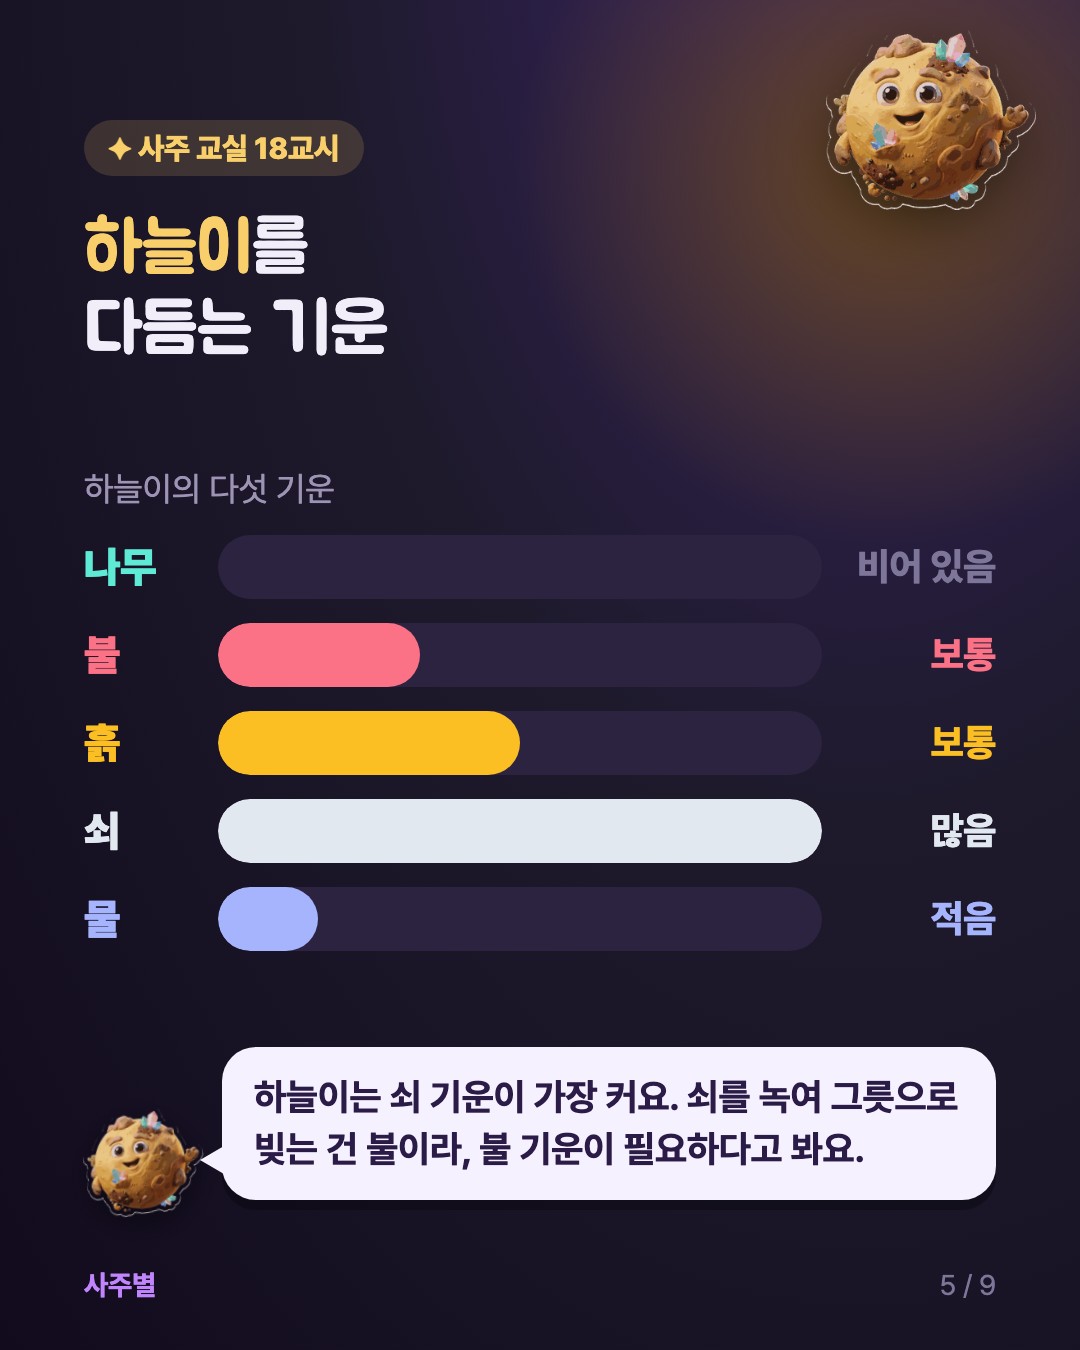 ✦ 사주 교실 18교시
하늘이를
다듬는 기운
하늘이의 다섯 기운
나무 비어 있음
불 보통
흙 보통
쇠 많음
물 적음
하늘이는 쇠 기운이 가장 커요. 쇠를 녹여 그릇으로
빚는 건 불이라, 불 기운이 필요하다고 봐요.
사주별 5 / 9